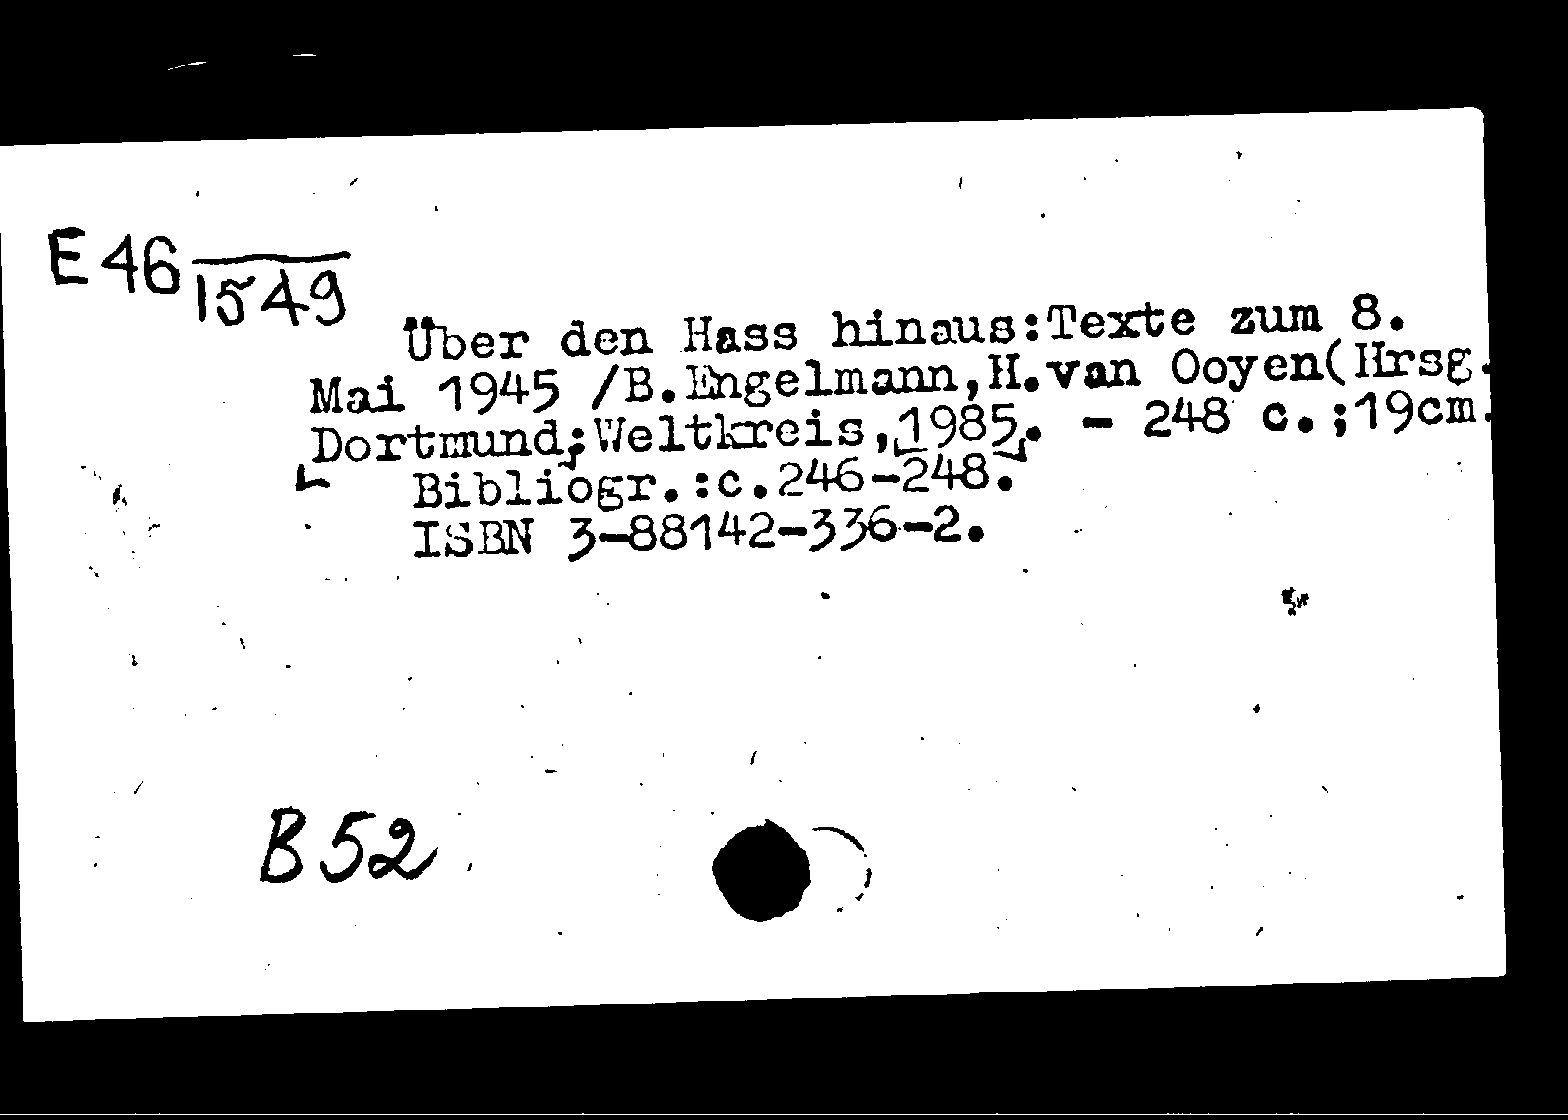 E 46
1549
Über den Hass hinaus:Texte zum 8.
Mai 1945 /B.Engelmann,H.van Ooyen(Hrsg.
Dortmund:Weltkreis,1985. - 248 с.;19cm.
Bibliogr.:с.246-248.
ISBN 3-88142-336-2.
B 52